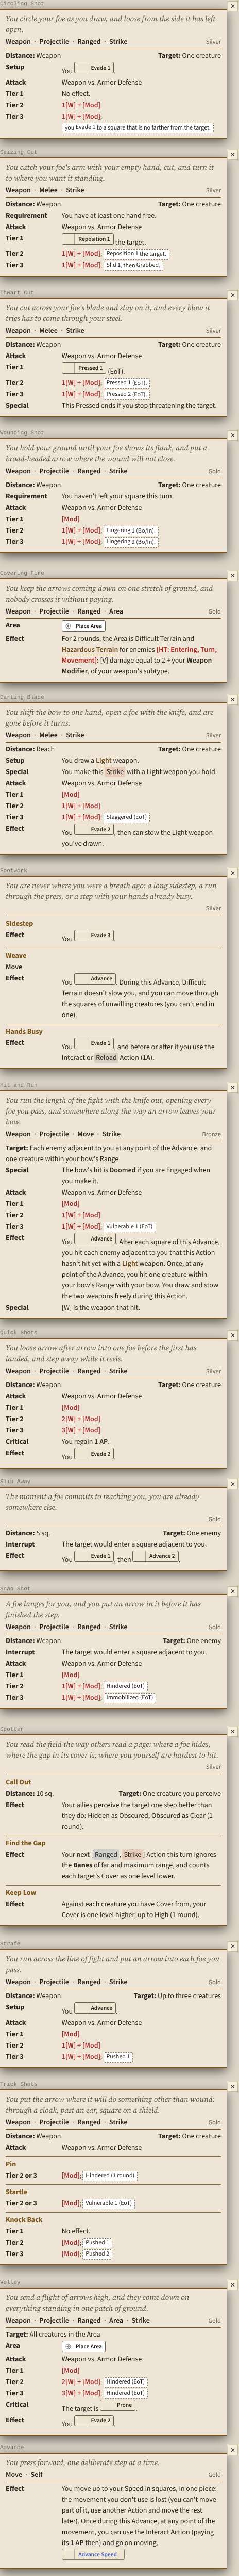 Circling Shot
You circle your foe as you draw, and loose from the side it has left
open.
Weapon · Projectile · Ranged · Strike Silver
Distance: Weapon Target: One creature
Setup You Evade 1.
Attack Weapon vs. Armor Defense
Tier 1 No effect.
Tier 2 1[W] + [Mod]
Tier 3 1[W] + [Mod];
you Evade 1 to a square that is no farther from the target.
Seizing Cut
You catch your foe's arm with your empty hand, cut, and turn it
to where you want it standing.
Weapon · Melee · Strike Silver
Distance: Weapon Target: One creature
Requirement You have at least one hand free.
Attack Weapon vs. Armor Defense
Tier 1 Reposition 1 the target.
Tier 2 1[W] + [Mod]; Reposition 1 the target.
Tier 3 1[W] + [Mod]; Slid 1, then Grabbed.
Thwart Cut
You cut across your foe's blade and stay on it, and every blow it
tries has to come through your steel.
Weapon · Melee · Strike Silver
Distance: Weapon Target: One creature
Attack Weapon vs. Armor Defense
Tier 1 Pressed 1 (EoT).
Tier 2 1[W] + [Mod]; Pressed 1 (EoT).
Tier 3 1[W] + [Mod]; Pressed 2 (EoT).
Special This Pressed ends if you stop threatening the target.
Wounding Shot
You hold your ground until your foe shows its flank, and put a
broad-headed arrow where the wound will not close.
Weapon · Projectile · Ranged · Strike Gold
Distance: Weapon Target: One creature
Requirement You haven't left your square this turn.
Attack Weapon vs. Armor Defense
Tier 1 [Mod]
Tier 2 1[W] + [Mod]; Lingering 1 (Bo/In).
Tier 3 1[W] + [Mod]; Lingering 2 (Bo/In).
Covering Fire
You keep the arrows coming down on one stretch of ground, and
nobody crosses it without paying.
Weapon · Projectile · Ranged · Area Gold
Area Place Area
Effect For 2 rounds, the Area is Difficult Terrain and
Hazardous Terrain for enemies [HT: Entering, Turn,
Movement]: [V] damage equal to 2 + your Weapon
Modifier, of your weapon's subtype.
Darting Blade
You shift the bow to one hand, open a foe with the knife, and are
gone before it turns.
Weapon · Melee · Strike Silver
Distance: Reach Target: One creature
Setup You draw a Light weapon.
Special You make this Strike with a Light weapon you hold.
Attack Weapon vs. Armor Defense
Tier 1 [Mod]
Tier 2 1[W] + [Mod]
Tier 3 1[W] + [Mod]; Staggered (EoT)
Effect You Evade 2, then can stow the Light weapon
you've drawn.
Footwork
You are never where you were a breath ago: a long sidestep, a run
through the press, or a step with your hands already busy.
Silver
Sidestep
Effect You Evade 3.
Weave
Move
Effect You Advance. During this Advance, Difficult
Terrain doesn't slow you, and you can move through
the squares of unwilling creatures (you can't end in
one).
Hands Busy
Effect You Evade 1, and before or after it you use the
Interact or Reload Action (1A).
Hit and Run
You run the length of the fight with the knife out, opening every
foe you pass, and somewhere along the way an arrow leaves your
bow.
Weapon · Projectile · Move · Strike Bronze
Target: Each enemy adjacent to you at any point of the Advance, and
one creature within your bow's Range
Special The bow's hit is Doomed if you are Engaged when
you make it.
Attack Weapon vs. Armor Defense
Tier 1 [Mod]
Tier 2 1[W] + [Mod]
Tier 3 1[W] + [Mod]; Vulnerable 1 (EoT)
Effect You Advance. After each square of this Advance,
you hit each enemy adjacent to you that this Action
hasn't hit yet with a Light weapon. Once, at any
point of the Advance, you hit one creature within
your bow's Range with your bow. You draw and stow
the two weapons freely during this Action.
Special [W] is the weapon that hit.
Quick Shots
You loose arrow after arrow into one foe before the first has
landed, and step away while it reels.
Weapon · Projectile · Ranged · Strike Silver
Distance: Weapon Target: One creature
Attack Weapon vs. Armor Defense
Tier 1 [Mod]
Tier 2 2[W] + [Mod]
Tier 3 3[W] + [Mod]
Critical You regain 1 AP.
Effect You Evade 2.
Slip Away
The moment a foe commits to reaching you, you are already
somewhere else.
Gold
Distance: 5 sq. Target: One enemy
Interrupt The target would enter a square adjacent to you.
Effect You Evade 1, then Advance 2
Snap Shot
A foe lunges for you, and you put an arrow in it before it has
finished the step.
Weapon · Projectile · Ranged · Strike Gold
Distance: Weapon Target: One enemy
Interrupt The target would enter a square adjacent to you.
Attack Weapon vs. Armor Defense
Tier 1 [Mod]
Tier 2 1[W] + [Mod]; Hindered (EoT)
Tier 3 1[W] + [Mod]; Immobilized (EoT)
Spotter
You read the field the way others read a page: where a foe hides,
where the gap in its cover is, where you yourself are hardest to hit.
Silver
Call Out
Distance: 10 sq. Target: One creature you perceive
Effect Your allies perceive the target one step better than
they do: Hidden as Obscured, Obscured as Clear (1
round).
Find the Gap
Effect Your next [Ranged, Strike] Action this turn ignores
the Banes of far and maximum range, and counts
each target's Cover as one level lower.
Keep Low
Effect Against each creature you have Cover from, your
Cover is one level higher, up to High (1 round).
Strafe
You run across the line of fight and put an arrow into each foe you
pass.
Weapon · Projectile · Ranged · Strike Gold
Distance: Weapon Target: Up to three creatures
Setup You Advance.
Attack Weapon vs. Armor Defense
Tier 1 [Mod]
Tier 2 1[W] + [Mod]
Tier 3 1[W] + [Mod]; Pushed 1
Trick Shots
You put the arrow where it will do something other than wound:
through a cloak, past an ear, square on a shield.
Weapon · Projectile · Ranged · Strike Gold
Distance: Weapon Target: One creature
Attack Weapon vs. Armor Defense
Pin
Tier 2 or 3 [Mod]; Hindered (1 round)
Startle
Tier 2 or 3 [Mod]; Vulnerable 1 (EoT)
Knock Back
Tier 1 No effect.
Tier 2 [Mod]; Pushed 1
Tier 3 [Mod]; Pushed 2
Volley
You send a flight of arrows high, and they come down on
everything standing in one patch of ground.
Weapon · Projectile · Ranged · Area · Strike Gold
Target: All creatures in the Area
Area Place Area
Attack Weapon vs. Armor Defense
Tier 1 [Mod]
Tier 2 2[W] + [Mod]; Hindered (EoT)
Tier 3 3[W] + [Mod]; Hindered (EoT)
Critical The target is Prone.
Effect You Evade 2.
Advance
You press forward, one deliberate step at a time.
Move · Self
Effect You move up to your Speed in squares, in one piece:
the movement you don't use is lost (you can't move
part of it, use another Action and move the rest
later). Once during this Advance, at any point of the
movement, you can use the Interact Action (paying
its 1 AP then) and go on moving.
Advance Speed